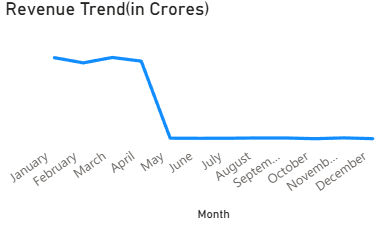 Revenue Trend(in Crores)
January
February
March
April
May
June
July
August
Septem...
October
Novemb...
December
Month